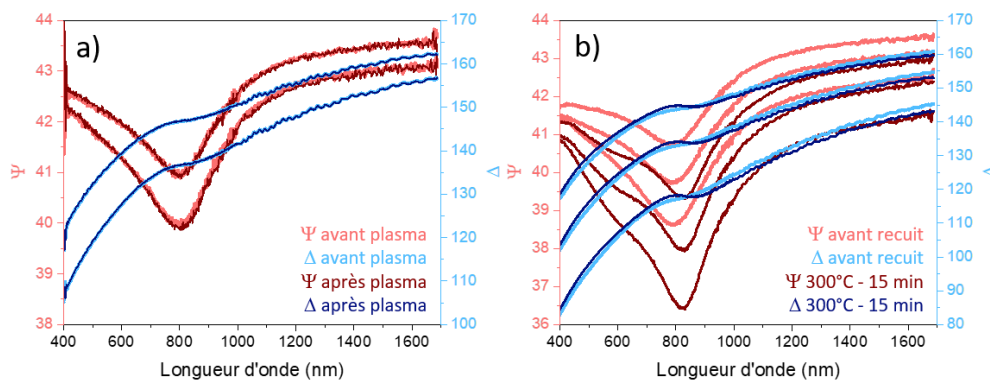 a)
44
43
42
41
40
39
38
Ψ
170
160
150
140
130
120
110
100
Δ
400 600 800 1000 1200 1400 1600
Longueur d'onde (nm)
Ψ avant plasma
Δ avant plasma
Ψ après plasma
Δ après plasma
b)
44
43
42
41
40
39
38
37
36
Ψ
170
160
150
140
130
120
110
100
90
80
Δ
400 600 800 1000 1200 1400 1600
Longueur d'onde (nm)
Ψ avant recuit
Δ avant recuit
Ψ 300°C - 15 min
Δ 300°C - 15 min